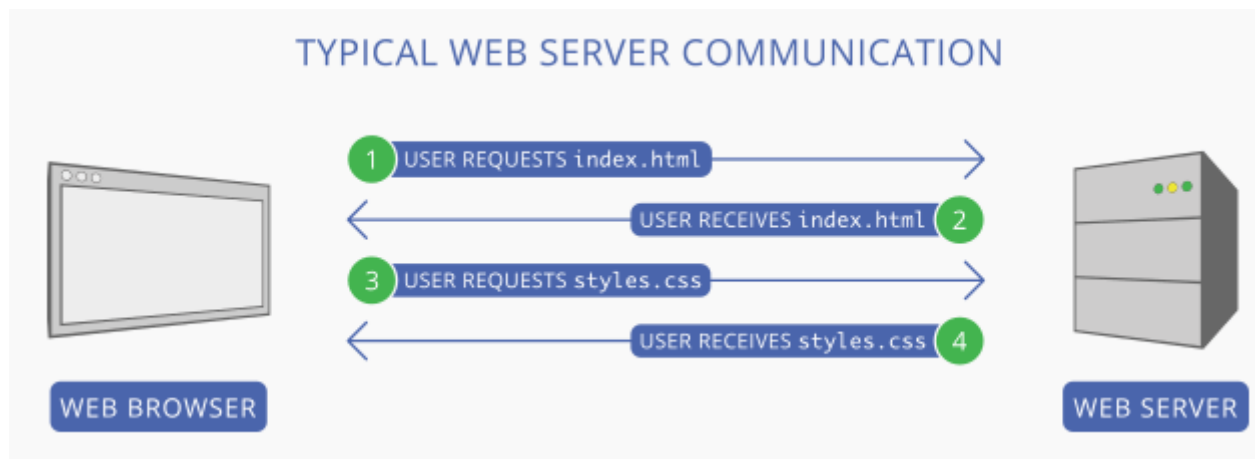 TYPICAL WEB SERVER COMMUNICATION
1 USER REQUESTS index.html
USER RECEIVES index.html 2
3 USER REQUESTS styles.css
USER RECEIVES styles.css 4
WEB BROWSER
WEB SERVER